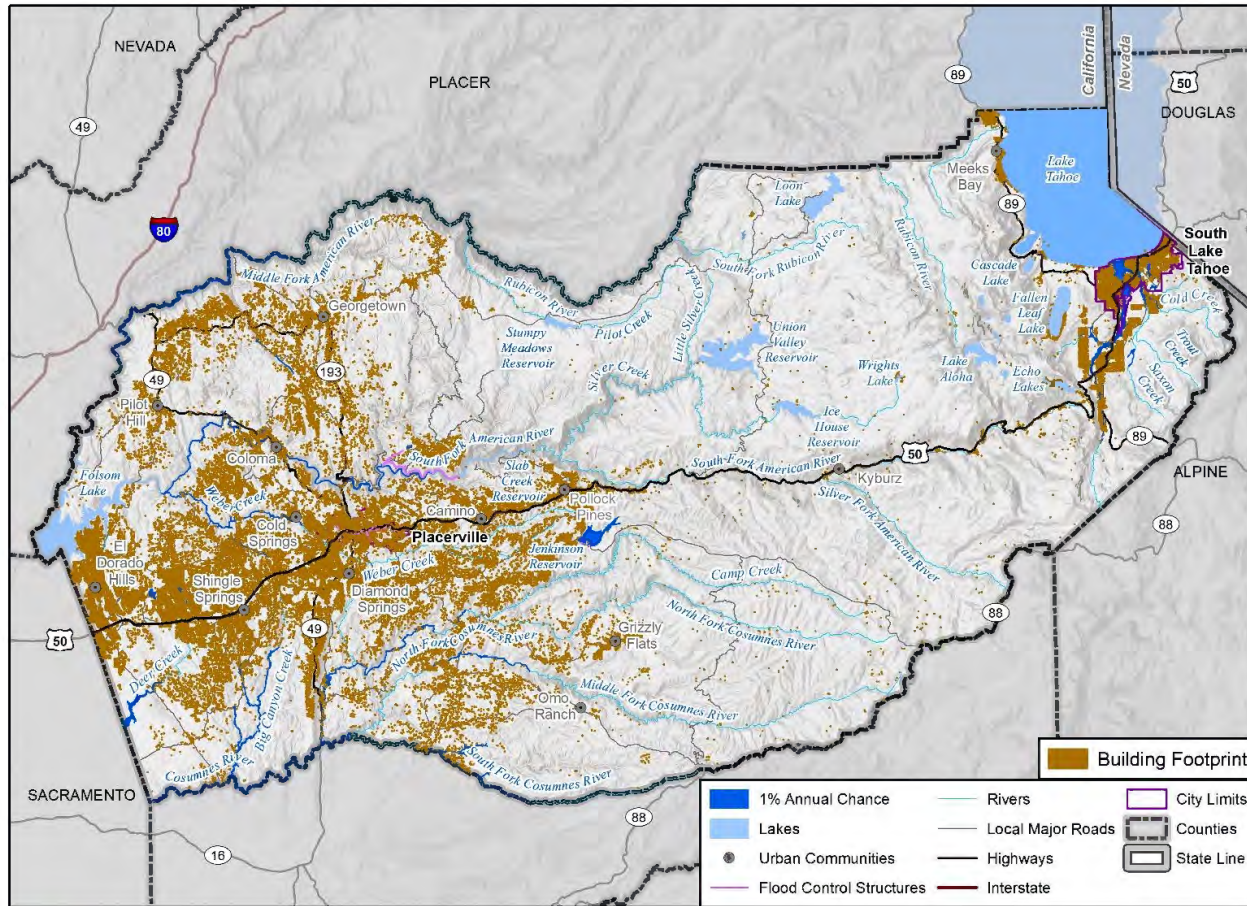 NEVADA
PLACER
89
California
Nevada
50
DOUGLAS
49
80
Meeks
Bay
Lake
Tahoe
Loon
Lake
89
South
Lake
Tahoe
Middle Fork American River
Rubicon River
South Fork Rubicon River
Rubicon River
Cascade
Lake
Fallen
Leaf
Lake
Cold Creek
Trout
Creek
Saxon
Creek
Georgetown
Stumpy
Meadows
Reservoir
Pilot Creek
Little Silver Creek
Silver Creek
Union
Valley
Reservoir
Wrights
Lake
Lake
Aloha
Echo
Lakes
193
49
Pilot
Hill
Ice
House
Reservoir
89
Coloma
South Fork American River
Slab
Creek
Reservoir
South Fork American River
50
Kyburz
ALPINE
88
Folsom
Lake
Weber Creek
Cold
Springs
Camino
Pollock
Pines
Placerville
Silver Fork American River
El
Dorado
Hills
Shingle
Springs
Weber Creek
Diamond
Springs
Jenkinson
Reservoir
Camp Creek
North Fork Cosumnes River
50
49
88
North Fork Cosumnes River
Grizzly
Flats
Deer Creek
Big Canyon Creek
Omo
Ranch
Middle Fork Cosumnes River
Cosumnes River
South Fork Cosumnes River
SACRAMENTO
16
88
Building Footprint
1% Annual Chance
Rivers
City Limits
Lakes
Local Major Roads
Counties
Urban Communities
Highways
State Line
Flood Control Structures
Interstate